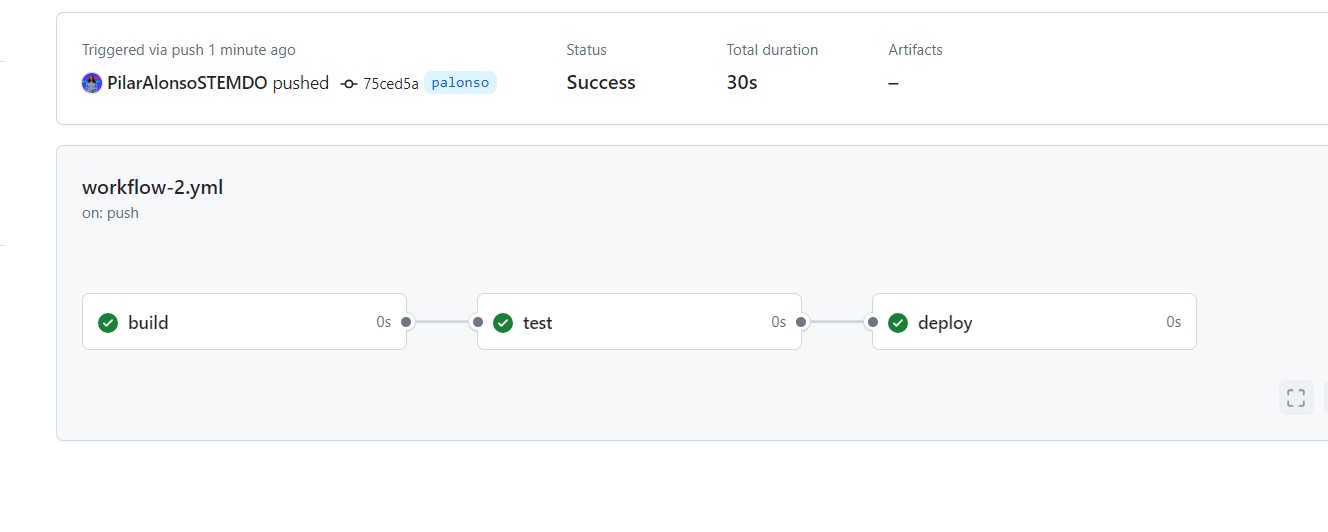 Triggered via push 1 minute ago
PilarAlonsoSTEMDO pushed 75ced5a palonso
Status
Success
Total duration
30s
Artifacts
–
workflow-2.yml
on: push
build 0s
test 0s
deploy 0s